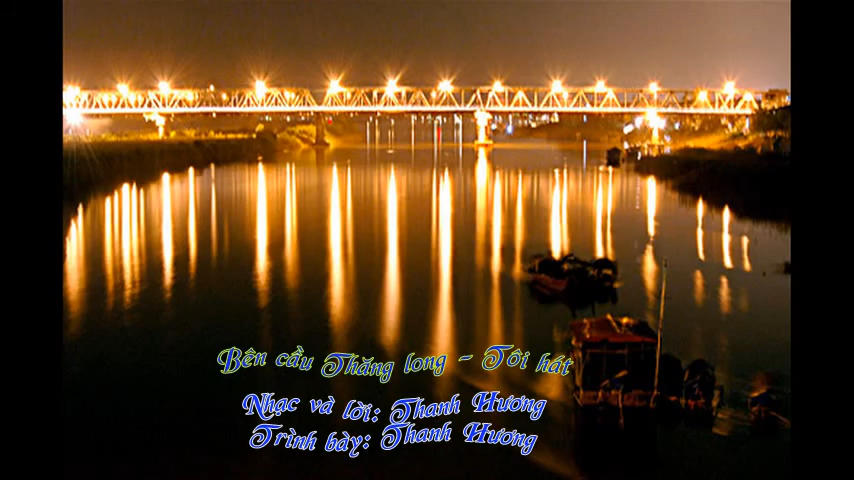 Bên cầu Thăng long - Tôi hát
Nhạc và lời: Thanh Hương
Trình bày: Thanh Hương